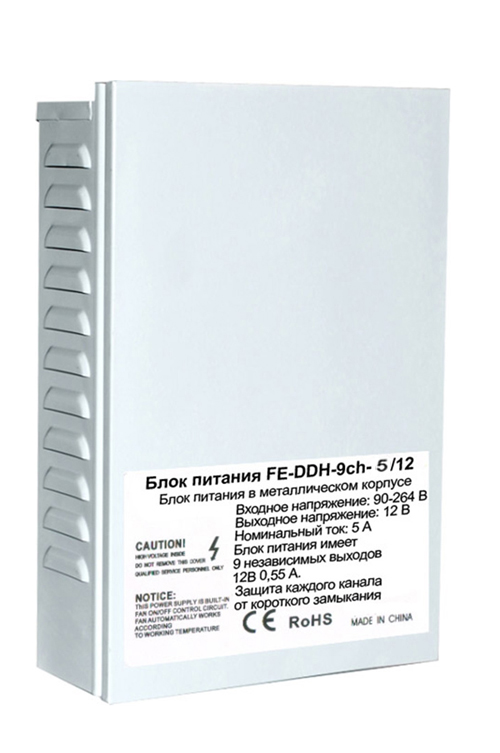 Блок питания FE-DDH-9ch- 5/12
Блок питания в металлическом корпусе
Входное напряжение: 90-264 В
Выходное напряжение: 12 В
Номинальный ток: 5 А
Блок питания имеет
9 независимых выходов
12В 0,55 А.
Защита каждого канала
от короткого замыкания
CAUTION!
HIGH VOLTAGE INSIDE
DO NOT REMOVE THIS COVER
QUALIFIED SERVICE PERSONNEL ONLY
NOTICE:
THIS POWER SUPPLY IS BUILT-IN
FAN ON/OFF CONTROL CIRCUIT.
FAN AUTOMATICALLY WORKS
ACCORDING
TO WORKING TEMPERATURE
CE RoHS MADE IN CHINA